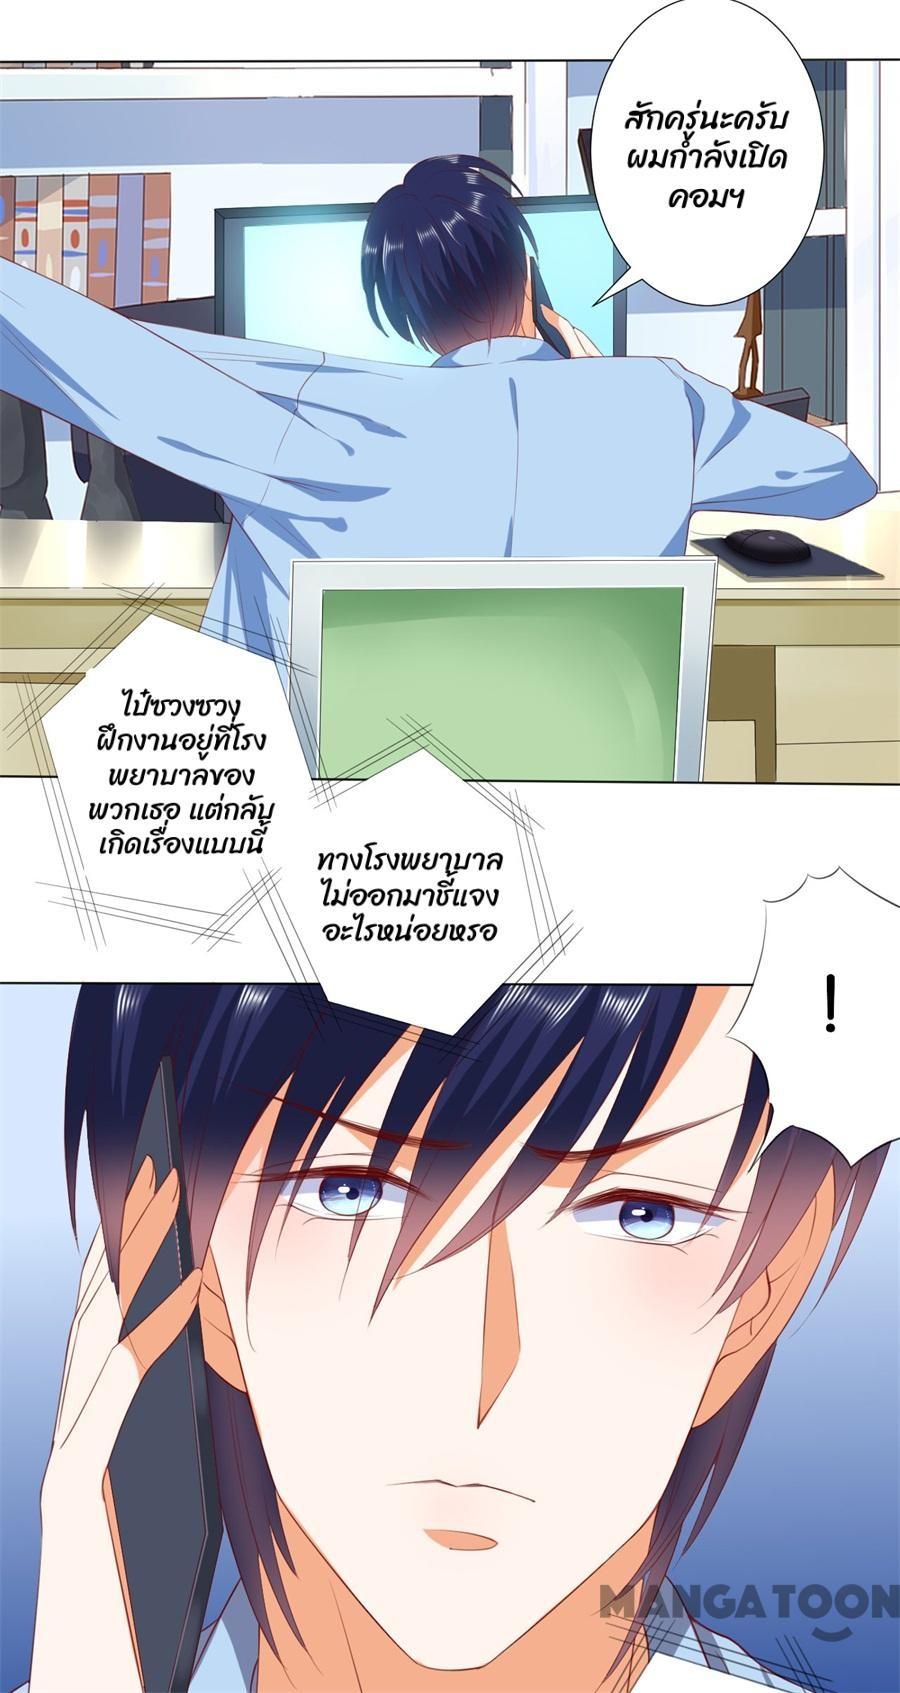 สักครู่นะครับ
ผมกำลังเปิด
คอมฯ
ไป๋ซวงซวง
ฝึกงานอยู่ที่โรง
พยาบาลของ
พวกเธอ แต่กลับ
เกิดเรื่องแบบนี้
ทางโรงพยาบาล
ไม่ออกมาชี้แจง
อะไรหน่อยหรอ
!
MANGATOON